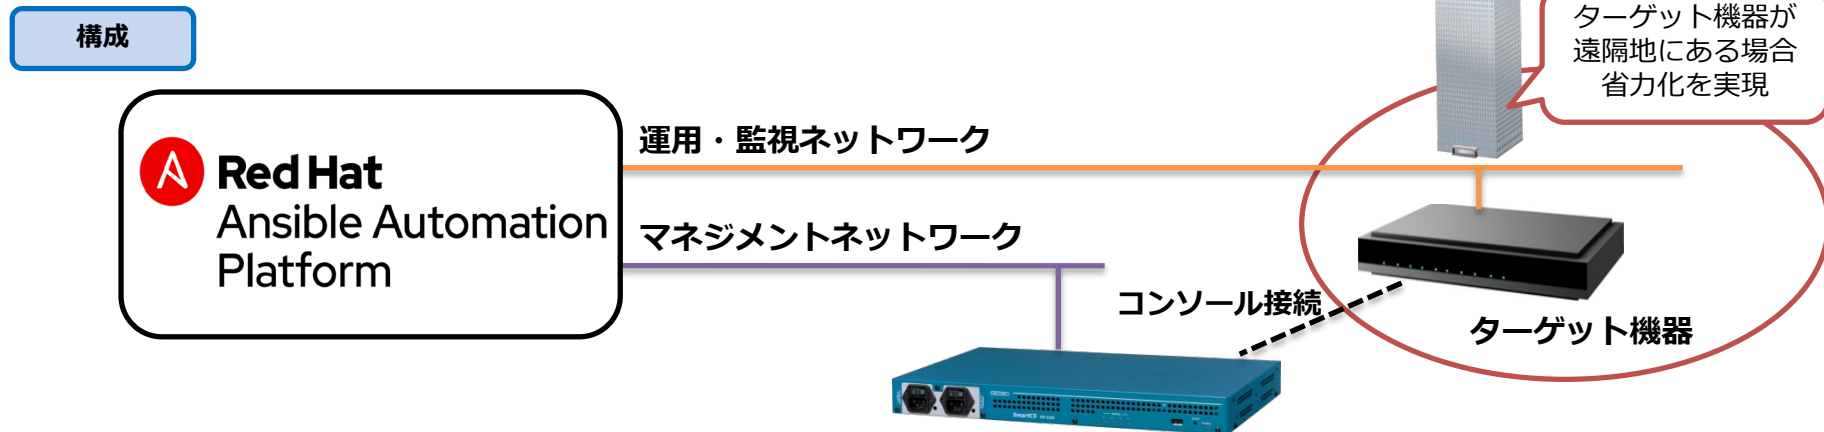 構成
ターゲット機器が
遠隔地にある場合
省力化を実現
運用・監視ネットワーク
Red Hat
Ansible Automation
Platform
マネジメントネットワーク
コンソール接続
ターゲット機器
SmartCS